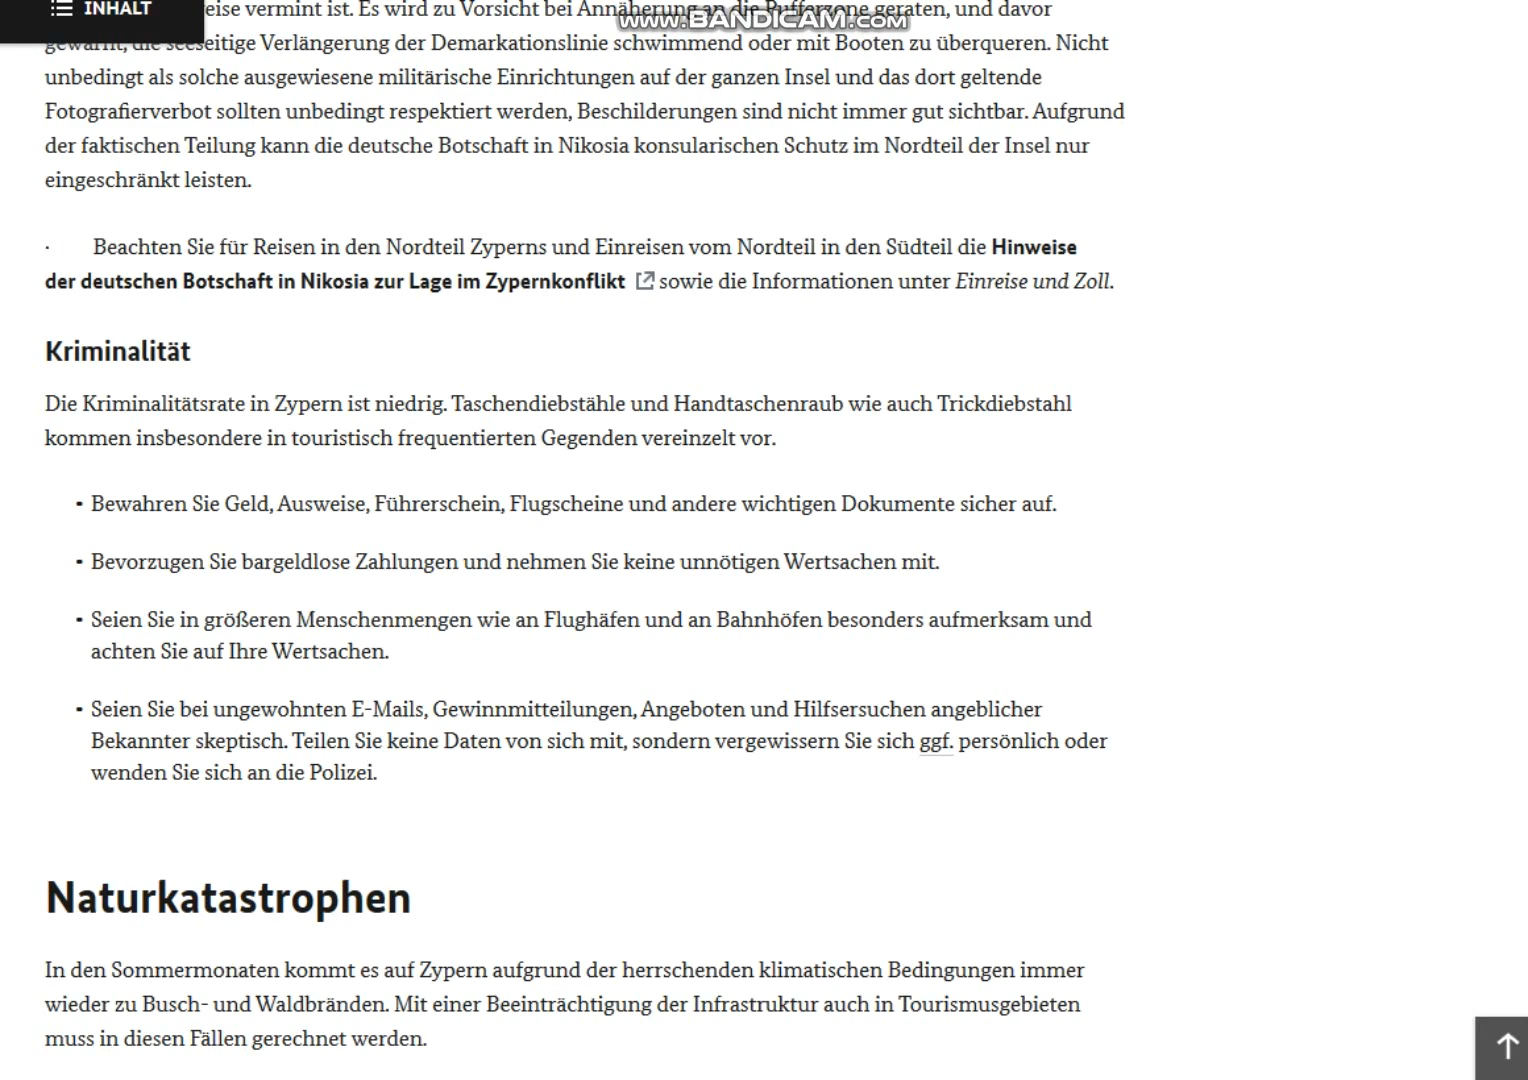 INHALT
eise vermint ist. Es wird zu Vorsicht bei Annäherung an die Pufferzone geraten, und davor
www.BANDICAM.COM
gewarnt, die seeseitige Verlängerung der Demarkationslinie schwimmend oder mit Booten zu überqueren. Nicht
unbedingt als solche ausgewiesene militärische Einrichtungen auf der ganzen Insel und das dort geltende
Fotografierverbot sollten unbedingt respektiert werden, Beschilderungen sind nicht immer gut sichtbar. Aufgrund
der faktischen Teilung kann die deutsche Botschaft in Nikosia konsularischen Schutz im Nordteil der Insel nur
eingeschränkt leisten.
· Beachten Sie für Reisen in den Nordteil Zyperns und Einreisen vom Nordteil in den Südteil die Hinweise
der deutschen Botschaft in Nikosia zur Lage im Zypernkonflikt sowie die Informationen unter Einreise und Zoll.
Kriminalität
Die Kriminalitätsrate in Zypern ist niedrig. Taschendiebstähle und Handtaschenraub wie auch Trickdiebstahl
kommen insbesondere in touristisch frequentierten Gegenden vereinzelt vor.
• Bewahren Sie Geld, Ausweise, Führerschein, Flugscheine und andere wichtigen Dokumente sicher auf.
• Bevorzugen Sie bargeldlose Zahlungen und nehmen Sie keine unnötigen Wertsachen mit.
• Seien Sie in größeren Menschenmengen wie an Flughäfen und an Bahnhöfen besonders aufmerksam und
achten Sie auf Ihre Wertsachen.
• Seien Sie bei ungewohnten E-Mails, Gewinnmitteilungen, Angeboten und Hilfsersuchen angeblicher
Bekannter skeptisch. Teilen Sie keine Daten von sich mit, sondern vergewissern Sie sich ggf. persönlich oder
wenden Sie sich an die Polizei.
Naturkatastrophen
In den Sommermonaten kommt es auf Zypern aufgrund der herrschenden klimatischen Bedingungen immer
wieder zu Busch- und Waldbränden. Mit einer Beeinträchtigung der Infrastruktur auch in Tourismusgebieten
muss in diesen Fällen gerechnet werden.